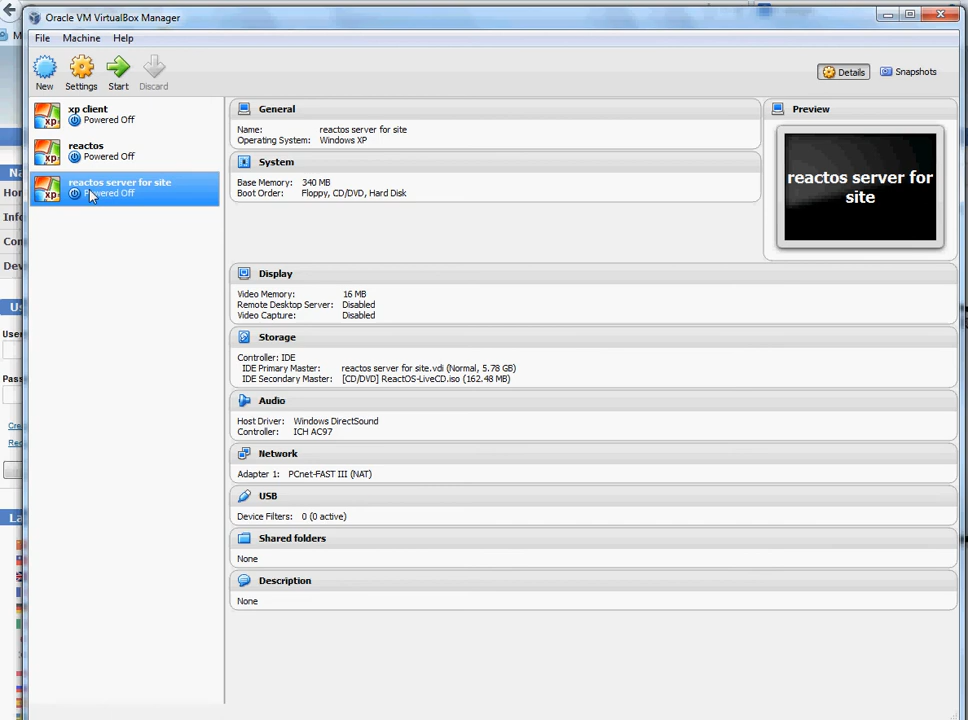 Oracle VM VirtualBox Manager
File Machine Help
New Settings Start Discard
Details Snapshots
xp client
Powered Off
reactos
Powered Off
reactos server for site
Powered Off
General
Name: reactos server for site
Operating System: Windows XP
System
Base Memory: 340 MB
Boot Order: Floppy, CD/DVD, Hard Disk
Preview
reactos server for
site
Display
Video Memory: 16 MB
Remote Desktop Server: Disabled
Video Capture: Disabled
Storage
Controller: IDE
IDE Primary Master: reactos server for site.vdi (Normal, 5.78 GB)
IDE Secondary Master: [CD/DVD] ReactOS-LiveCD.iso (162.48 MB)
Audio
Host Driver: Windows DirectSound
Controller: ICH AC97
Network
Adapter 1: PCnet-FAST III (NAT)
USB
Device Filters: 0 (0 active)
Shared folders
None
Description
None